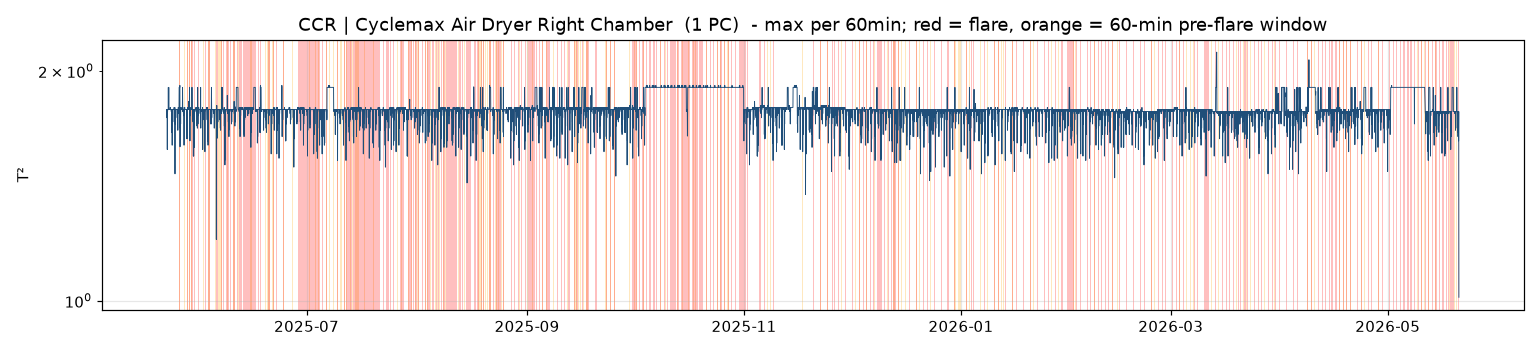 CCR | Cyclemax Air Dryer Right Chamber  (1 PC)  - max per 60min; red = flare, orange = 60-min pre-flare window
2 × 10⁰
T²
10⁰
2025-07 2025-09 2025-11 2026-01 2026-03 2026-05